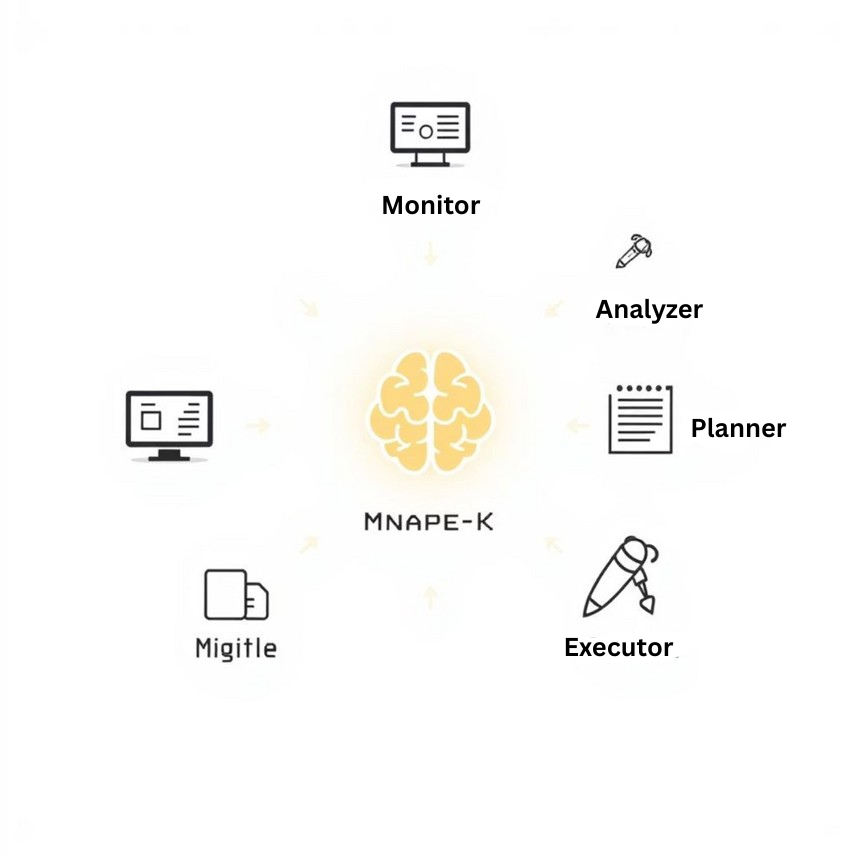 Monitor
Analyzer
Planner
MNAPE-K
Executor
Migitle